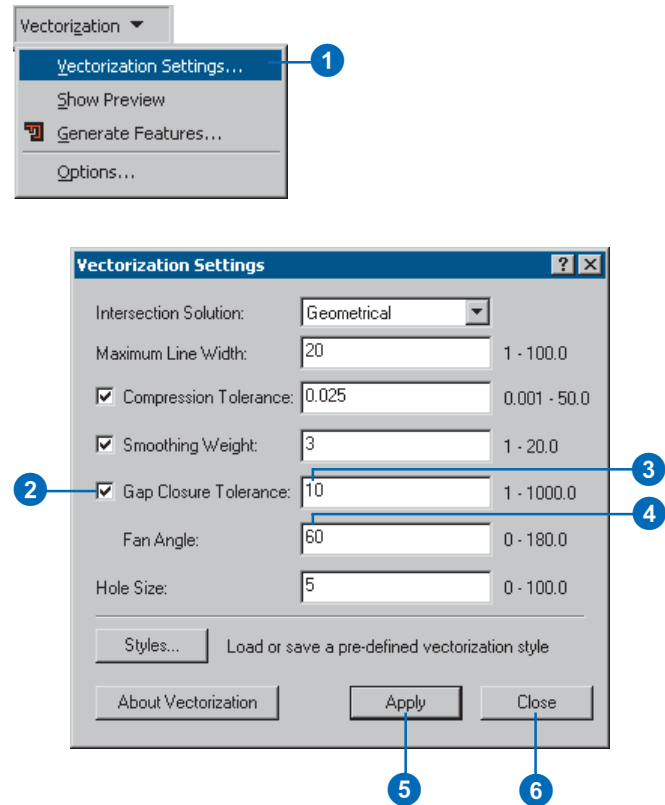 Vectorization
Vectorization Settings... 1
Show Preview
Generate Features...
Options...
Vectorization Settings ? X
Intersection Solution: Geometrical
Maximum Line Width: 20 1 - 100.0
Compression Tolerance: 0.025 0.001 - 50.0
Smoothing Weight: 3 1 - 20.0
3
2 Gap Closure Tolerance: 10 1 - 1000.0
4
Fan Angle: 60 0 - 180.0
Hole Size: 5 0 - 100.0
Styles... Load or save a pre-defined vectorization style
About Vectorization Apply Close
5 6